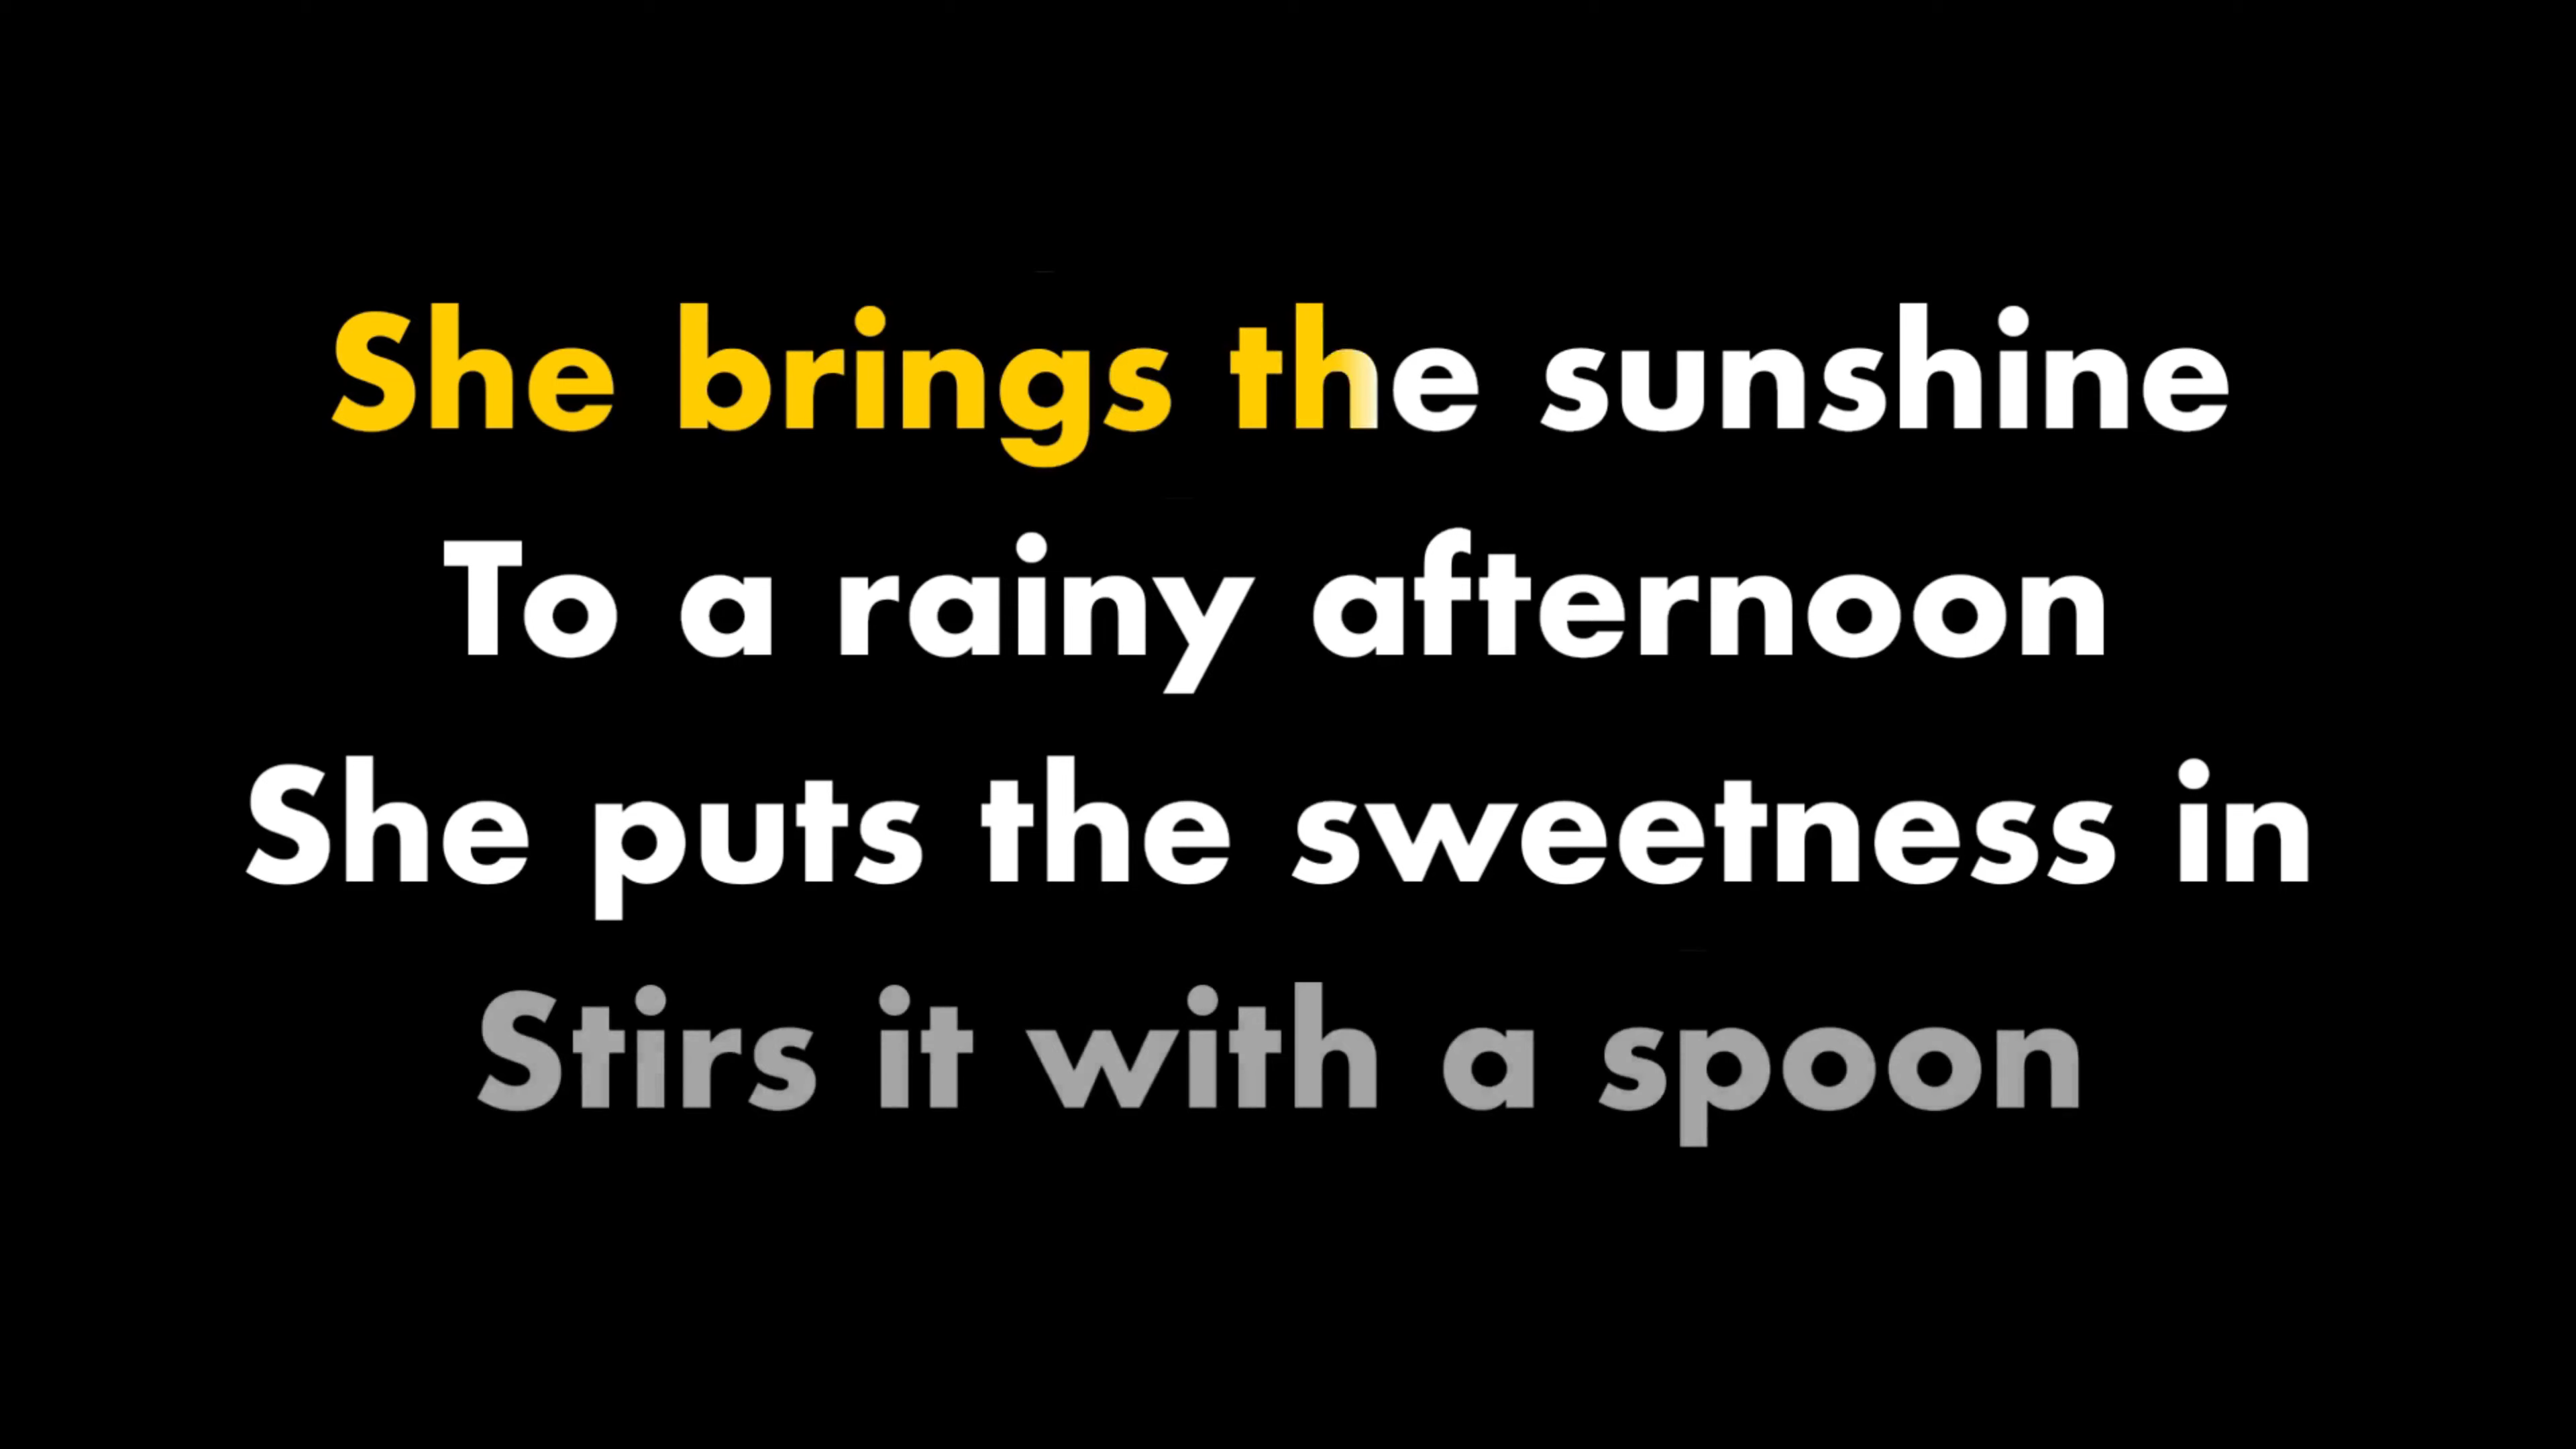 She brings the sunshine
To a rainy afternoon
She puts the sweetness in
Stirs it with a spoon